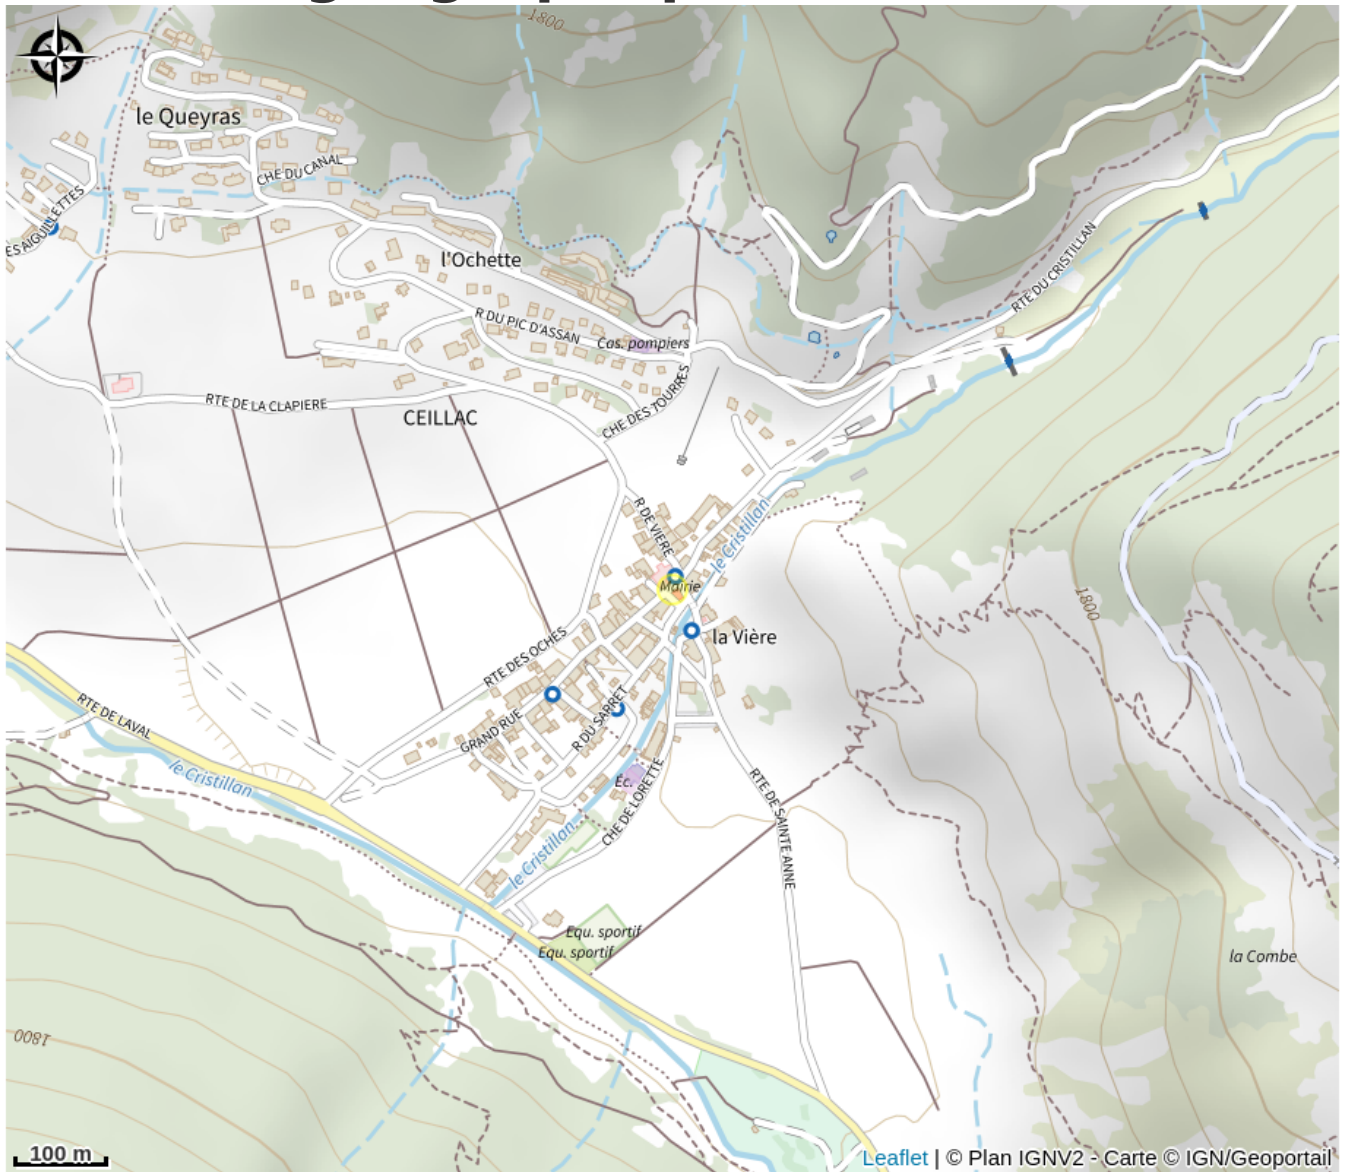 1800
le Queyras
CHE DU CANAL
ES AIGUILLETTES
l'Ochette
R DU PIC D'ASSAN
Cas. pompiers
RTE DU CRISTILLAN
RTE DE LA CLAPIERE
CEILLAC
CHE DES TOURRES
R DE VIERE
le Cristillan
Mairie
1800
la Vière
RTE DES OCHES
RTE DE LAVAL
GRAND RUE
R DU SARRET
le Cristillan
Éc.
CHE DE LORETTE
RTE DE SAINTE ANNE
le Cristillan
Equ. sportif
Equ. sportif
la Combe
1800
100 m
Leaflet | © Plan IGNV2 - Carte © IGN/Geoportail